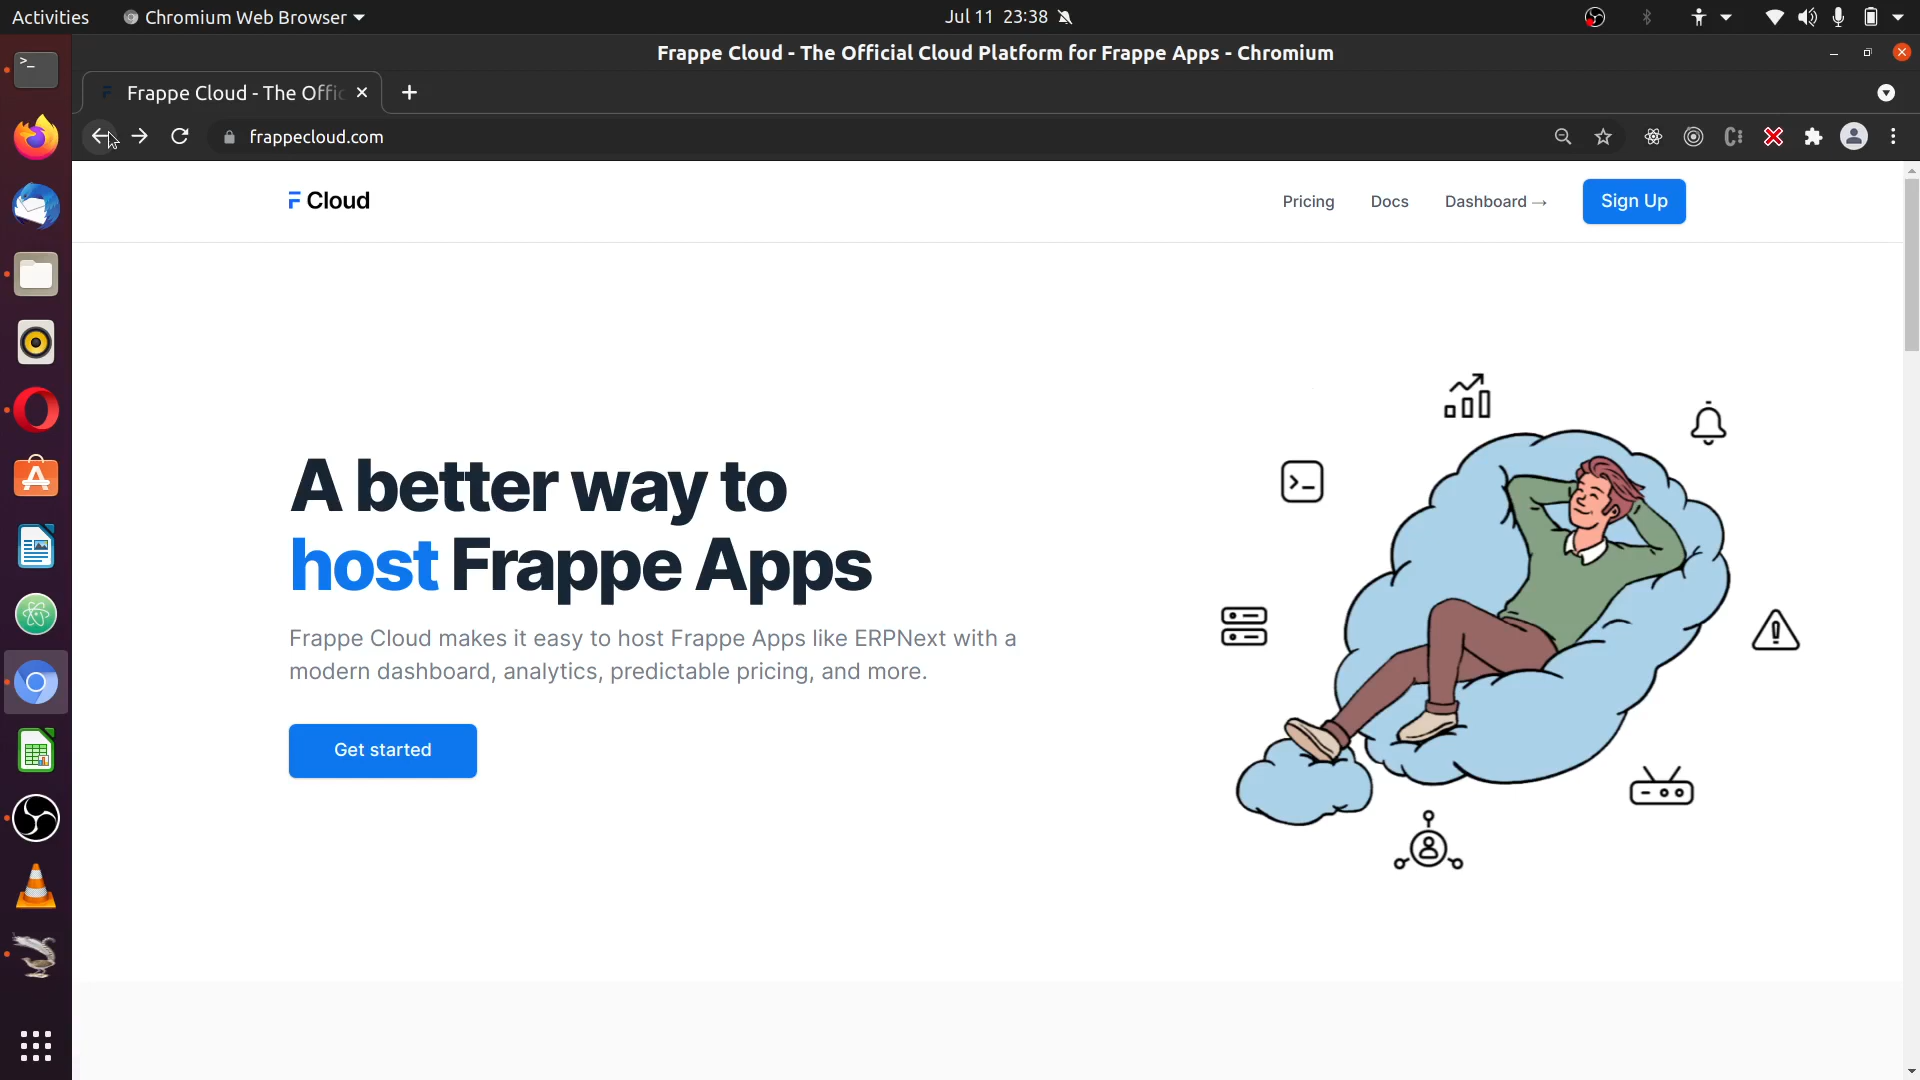 Activities
Chromium Web Browser
Jul 11 23:38
Frappe Cloud - The Official Cloud Platform for Frappe Apps - Chromium
Frappe Cloud - The Offic
frappecloud.com
Cloud
Pricing
Docs
Dashboard →
Sign Up
A better way to
host Frappe Apps
Frappe Cloud makes it easy to host Frappe Apps like ERPNext with a
modern dashboard, analytics, predictable pricing, and more.
Get started